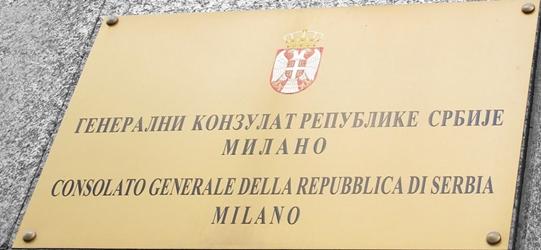 ГЕНЕРАЛНИ КОНЗУЛАТ РЕПУБЛИКЕ СРБИЈЕ
МИЛАНО
CONSOLATO GENERALE DELLA REPUBBLICA DI SERBIA
MILANO